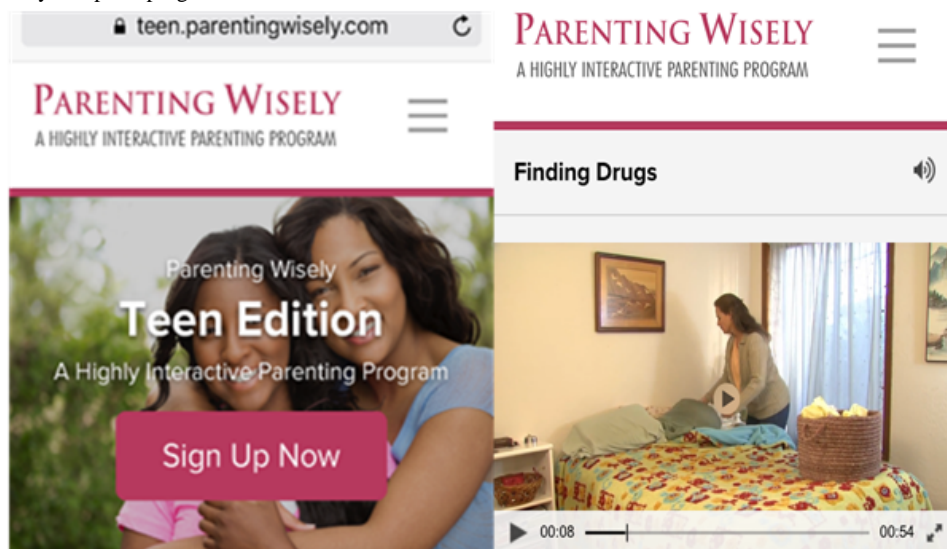 teen.parentingwisely.com
PARENTING WISELY
A HIGHLY INTERACTIVE PARENTING PROGRAM
Parenting Wisely
Teen Edition
A Highly Interactive Parenting Program
Sign Up Now
PARENTING WISELY
A HIGHLY INTERACTIVE PARENTING PROGRAM
Finding Drugs
00:08
00:54